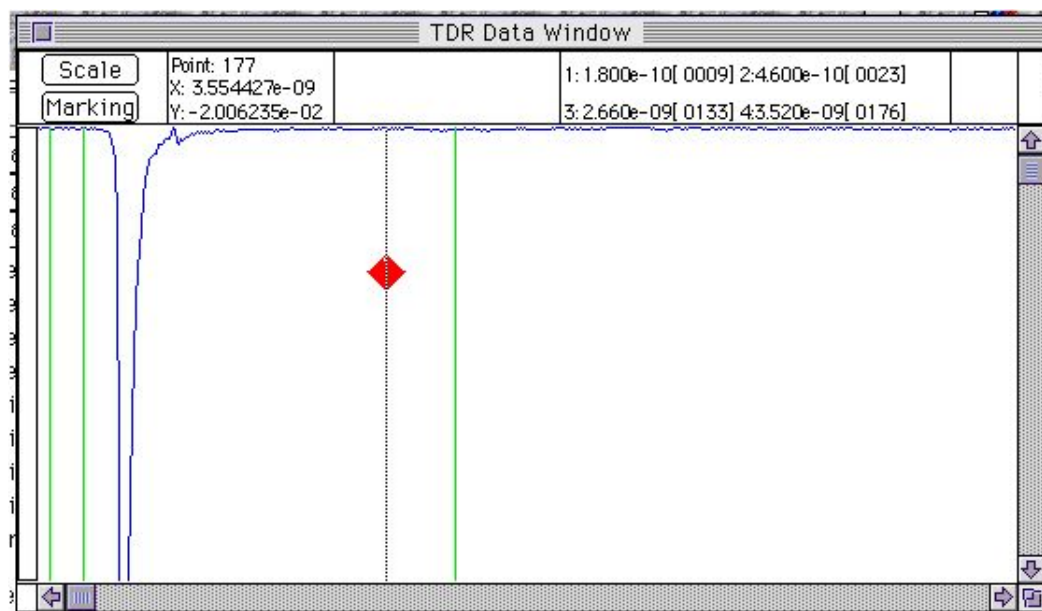 TDR Data Window
Scale
Marking
Point: 177
X: 3.554427e-09
Y: -2.006235e-02
1: 1.800e-10[ 0009] 2:4.600e-10[ 0023]
3: 2.660e-09[ 0133] 4:3.520e-09[ 0176]